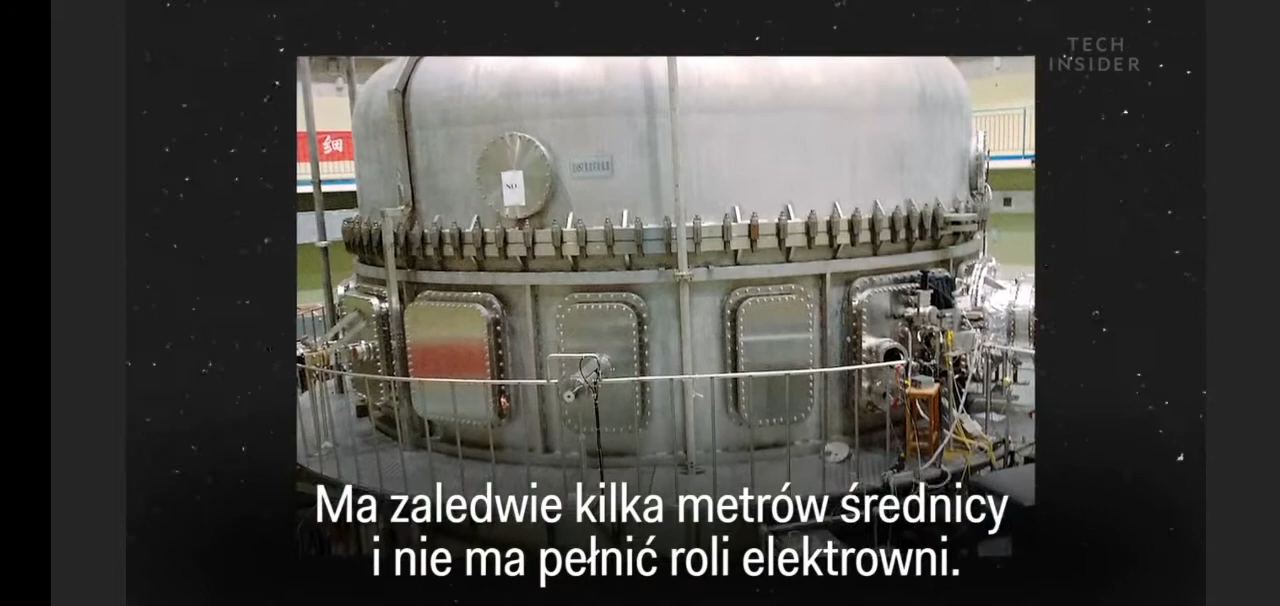 TECH
INSIDER
細
NO.
Ma zaledwie kilka metrów średnicy
i nie ma pełnić roli elektrowni.